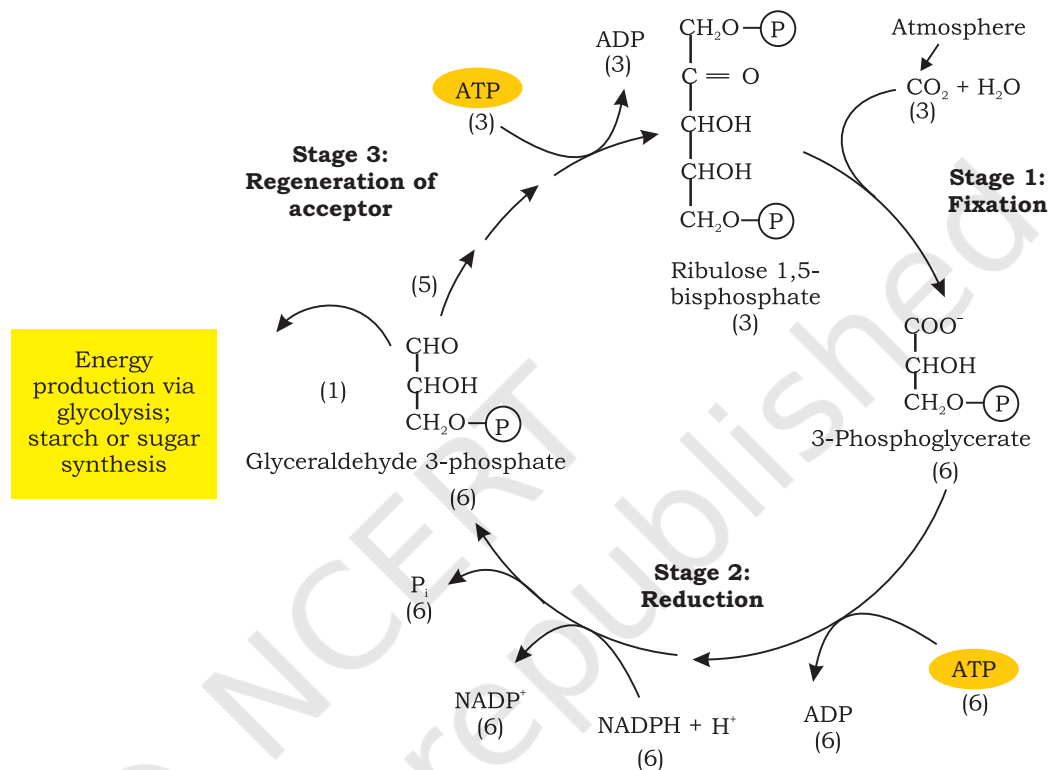 ADP
(3)
ATP
(3)
Stage 3:
Regeneration of
acceptor
CH₂O—P
C = O
CHOH
CHOH
CH₂O—P
Ribulose 1,5-
bisphosphate
(3)
Atmosphere
CO₂ + H₂O
(3)
Stage 1:
Fixation
COO⁻
CHOH
CH₂O—P
3-Phosphoglycerate
(6)
(5)
(1)
CHO
CHOH
CH₂O—P
Glyceraldehyde 3-phosphate
(6)
Energy
production via
glycolysis;
starch or sugar
synthesis
Stage 2:
Reduction
Pᵢ
(6)
NADP⁺
(6)
NADPH + H⁺
(6)
ADP
(6)
ATP
(6)
NCERT
republished